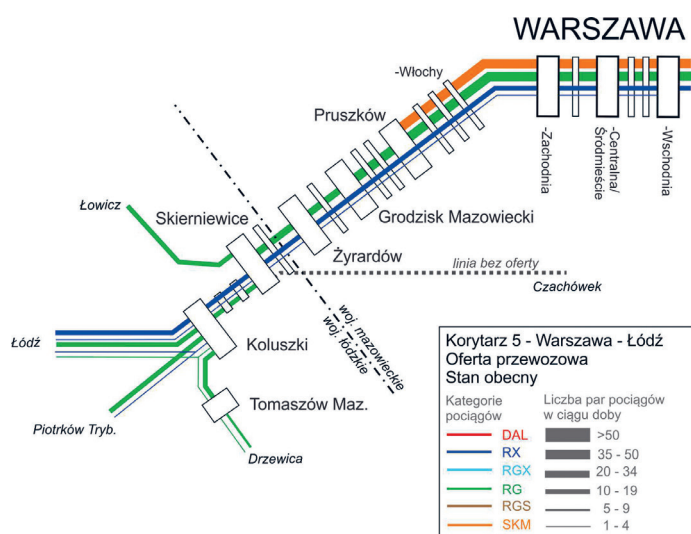 WARSZAWA
-Włochy
Pruszków
-Zachodnia
-Centralna/
Śródmieście
-Wschodnia
Łowicz
Skierniewice
Grodzisk Mazowiecki
Żyrardów
linia bez oferty
Czachówek
woj. mazowieckie
woj. łódzkie
Łódź
Koluszki
Tomaszów Maz.
Piotrków Tryb.
Drzewica
Korytarz 5 - Warszawa - Łódź
Oferta przewozowa
Stan obecny
Kategorie
pociągów
Liczba par pociągów
w ciągu doby
DAL
>50
RX
35 - 50
RGX
20 - 34
RG
10 - 19
RGS
5 - 9
SKM
1 - 4